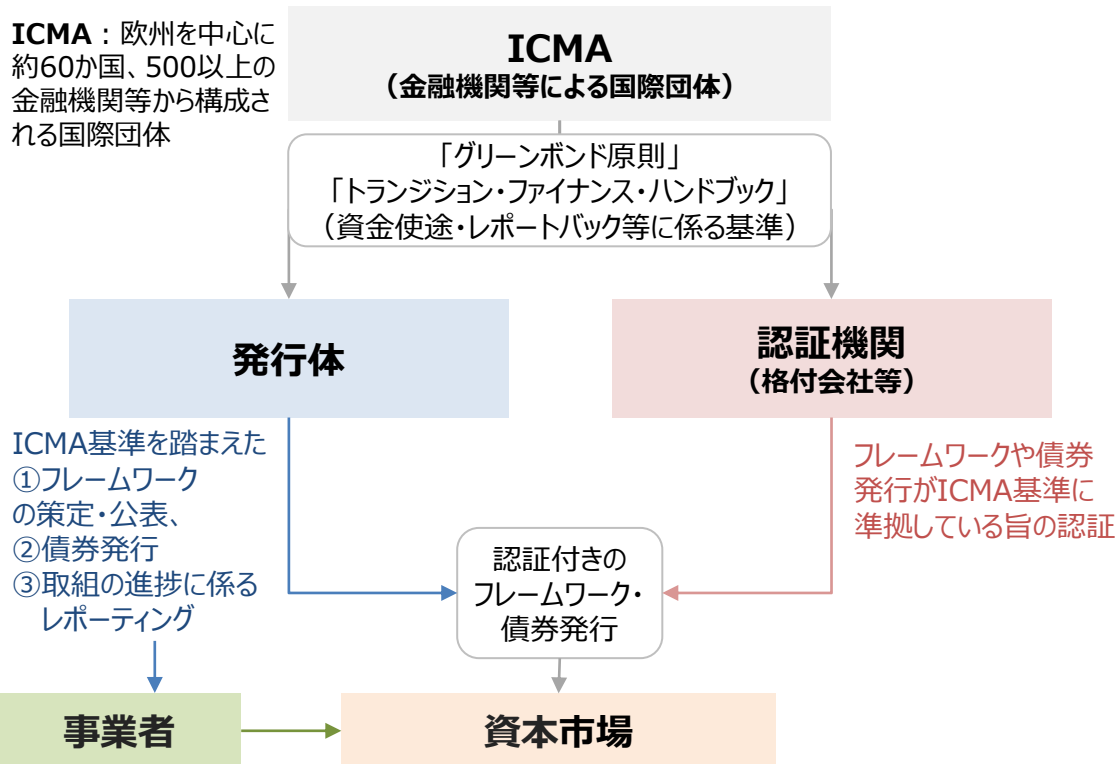 ICMA：欧州を中心に
約60か国、500以上の
金融機関等から構成さ
れる国際団体
ICMA
（金融機関等による国際団体）
「グリーンボンド原則」
「トランジション・ファイナンス・ハンドブック」
（資金使途・レポートバック等に係る基準）
発行体
認証機関
（格付会社等）
ICMA基準を踏まえた
①フレームワーク
の策定・公表、
②債券発行
③取組の進捗に係る
レポーティング
フレームワークや債券
発行がICMA基準に
準拠している旨の認証
認証付きの
フレームワーク・
債券発行
事業者
資本市場